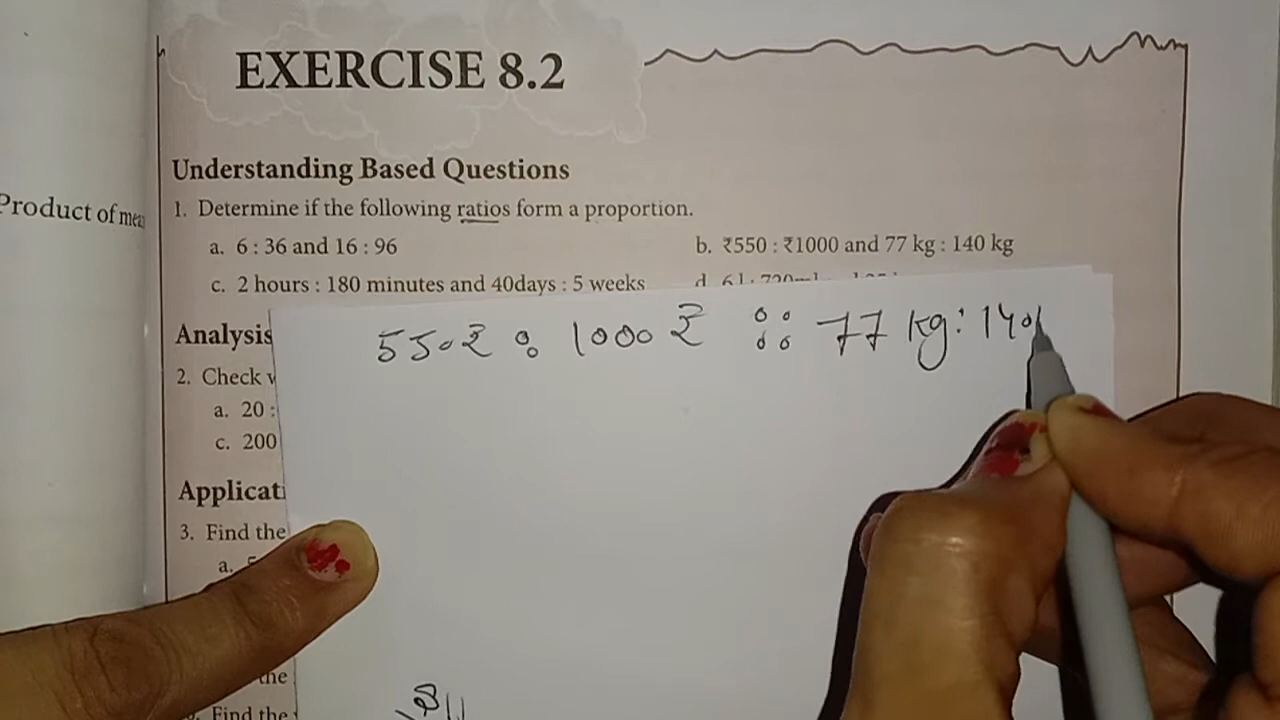 EXERCISE 8.2
Understanding Based Questions
Product of mea
1. Determine if the following ratios form a proportion.
a. 6 : 36 and 16 : 96
b. ₹550 : ₹1000 and 77 kg : 140 kg
c. 2 hours : 180 minutes and 40days : 5 weeks
550₹ : 1000 ₹ :: 77 kg : 140
Analysis
2. Check
a. 20 :
c. 200
Applicati
3. Find the
a.
the
Find the